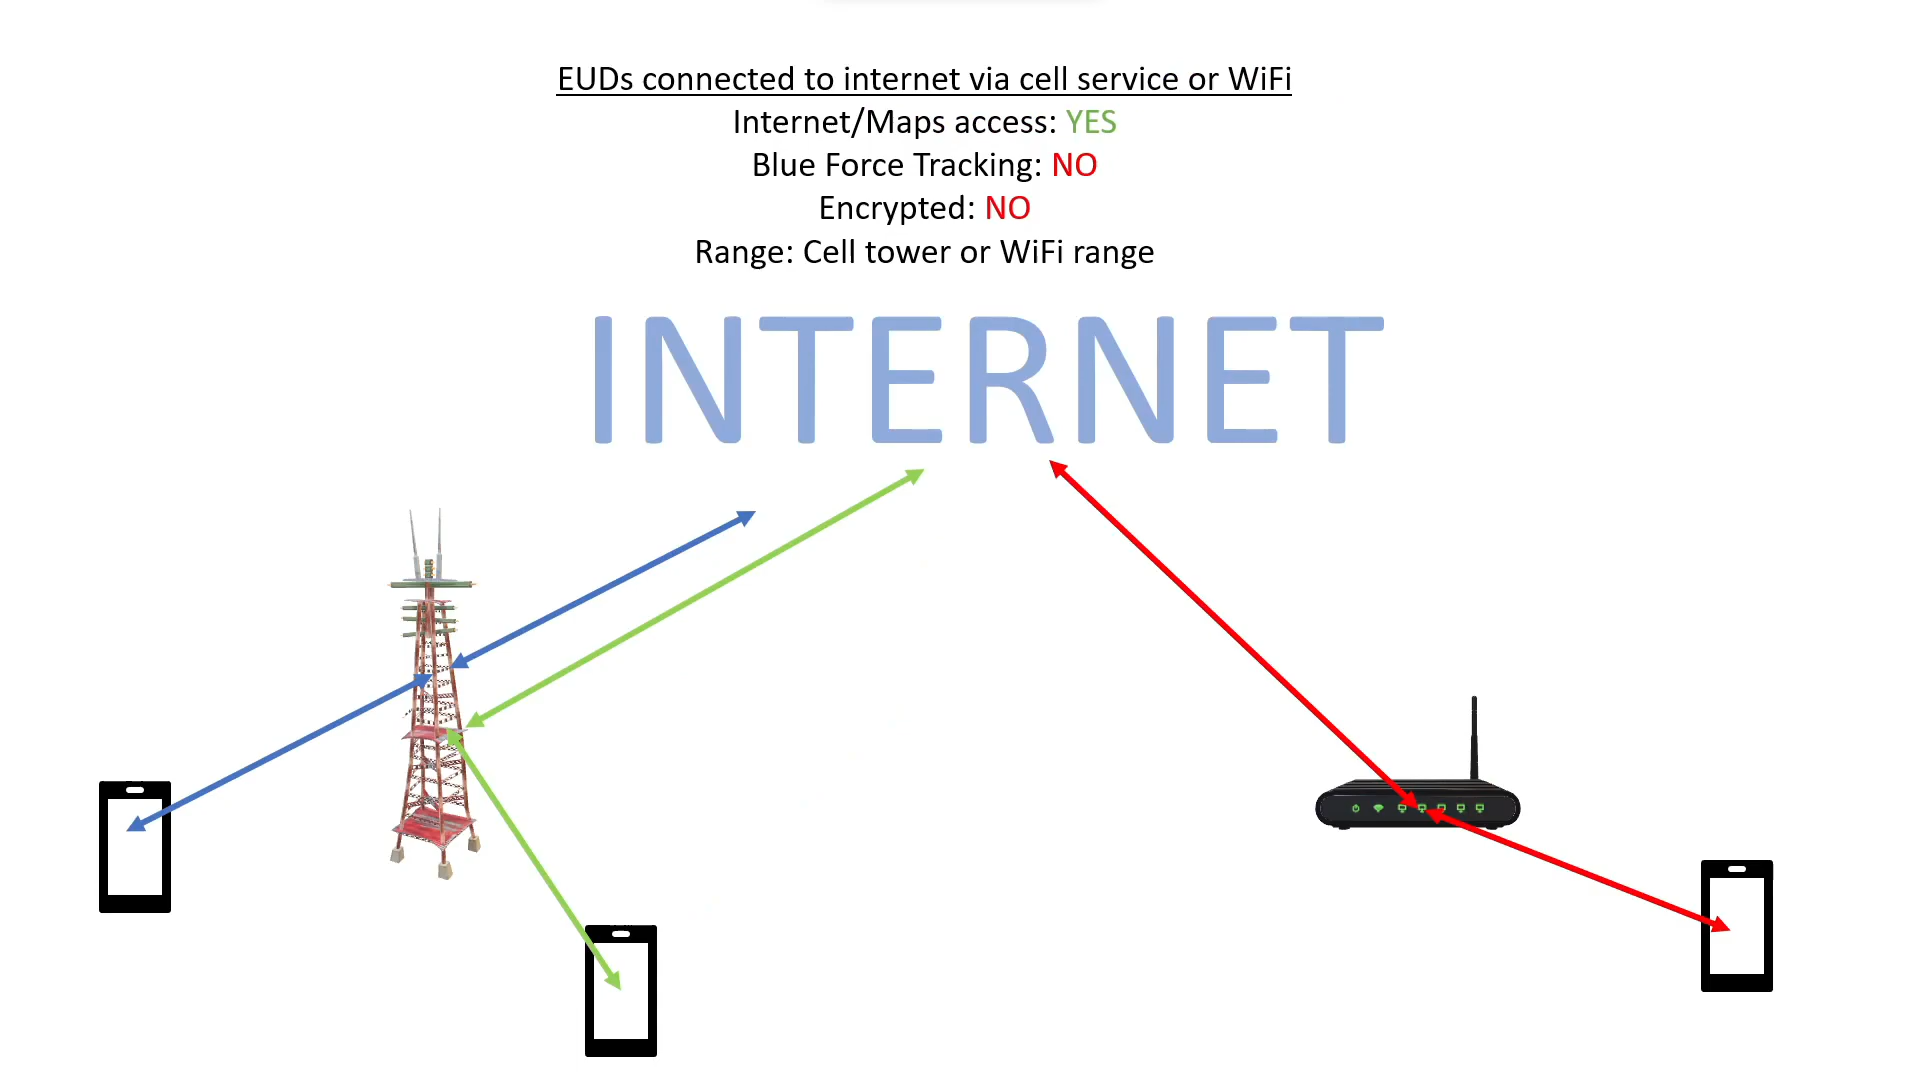 EUDs connected to internet via cell service or WiFi
Internet/Maps access: YES
Blue Force Tracking: NO
Encrypted: NO
Range: Cell tower or WiFi range
INTERNET